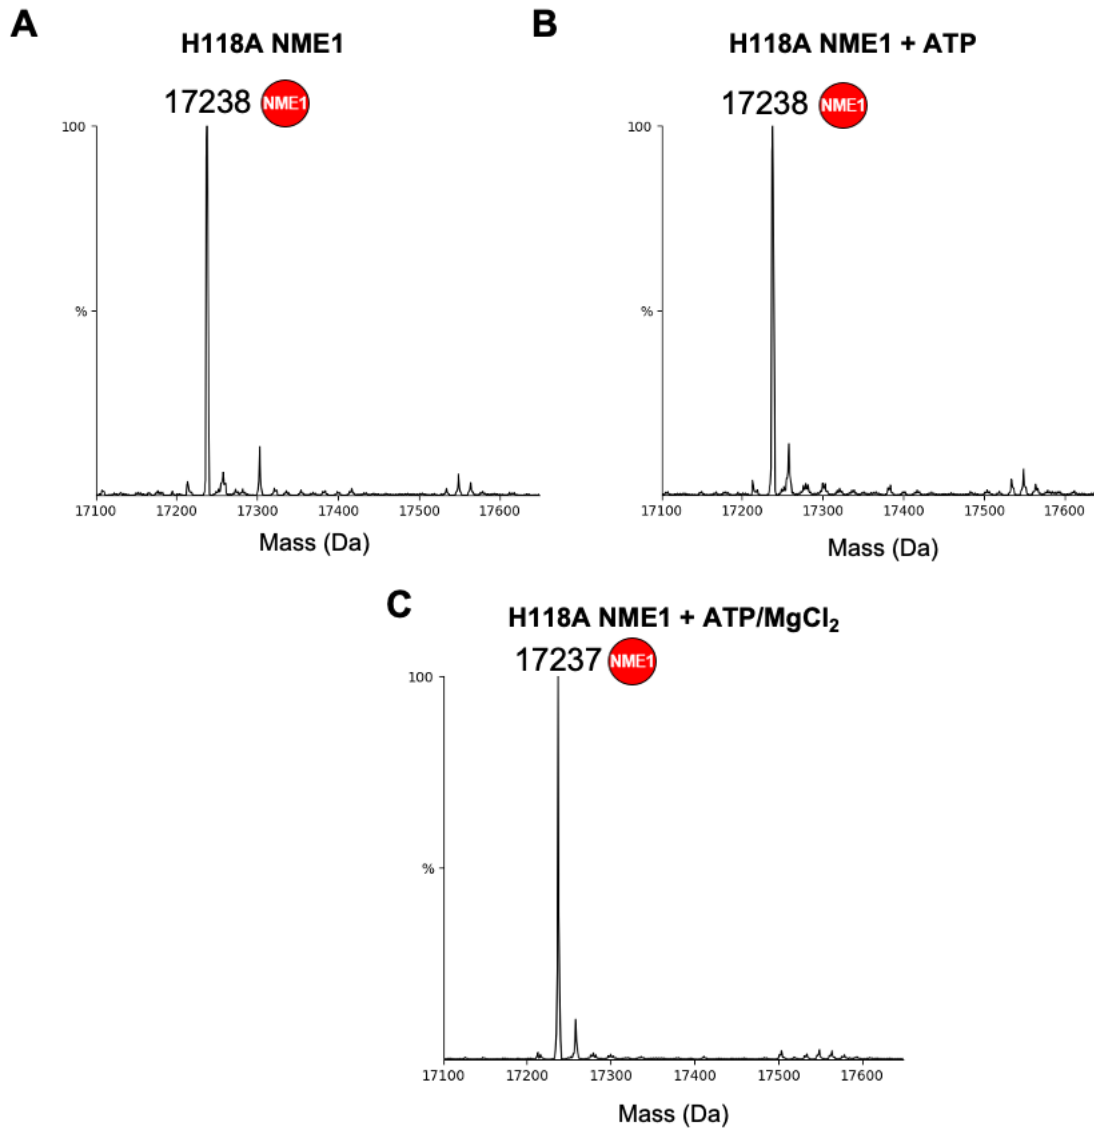 A
H118A NME1
17238 NME1
100
%
17100 17200 17300 17400 17500 17600
Mass (Da)
B
H118A NME1 + ATP
17238 NME1
100
%
17100 17200 17300 17400 17500 17600
Mass (Da)
C
H118A NME1 + ATP/MgCl₂
17237 NME1
100
%
17100 17200 17300 17400 17500 17600
Mass (Da)